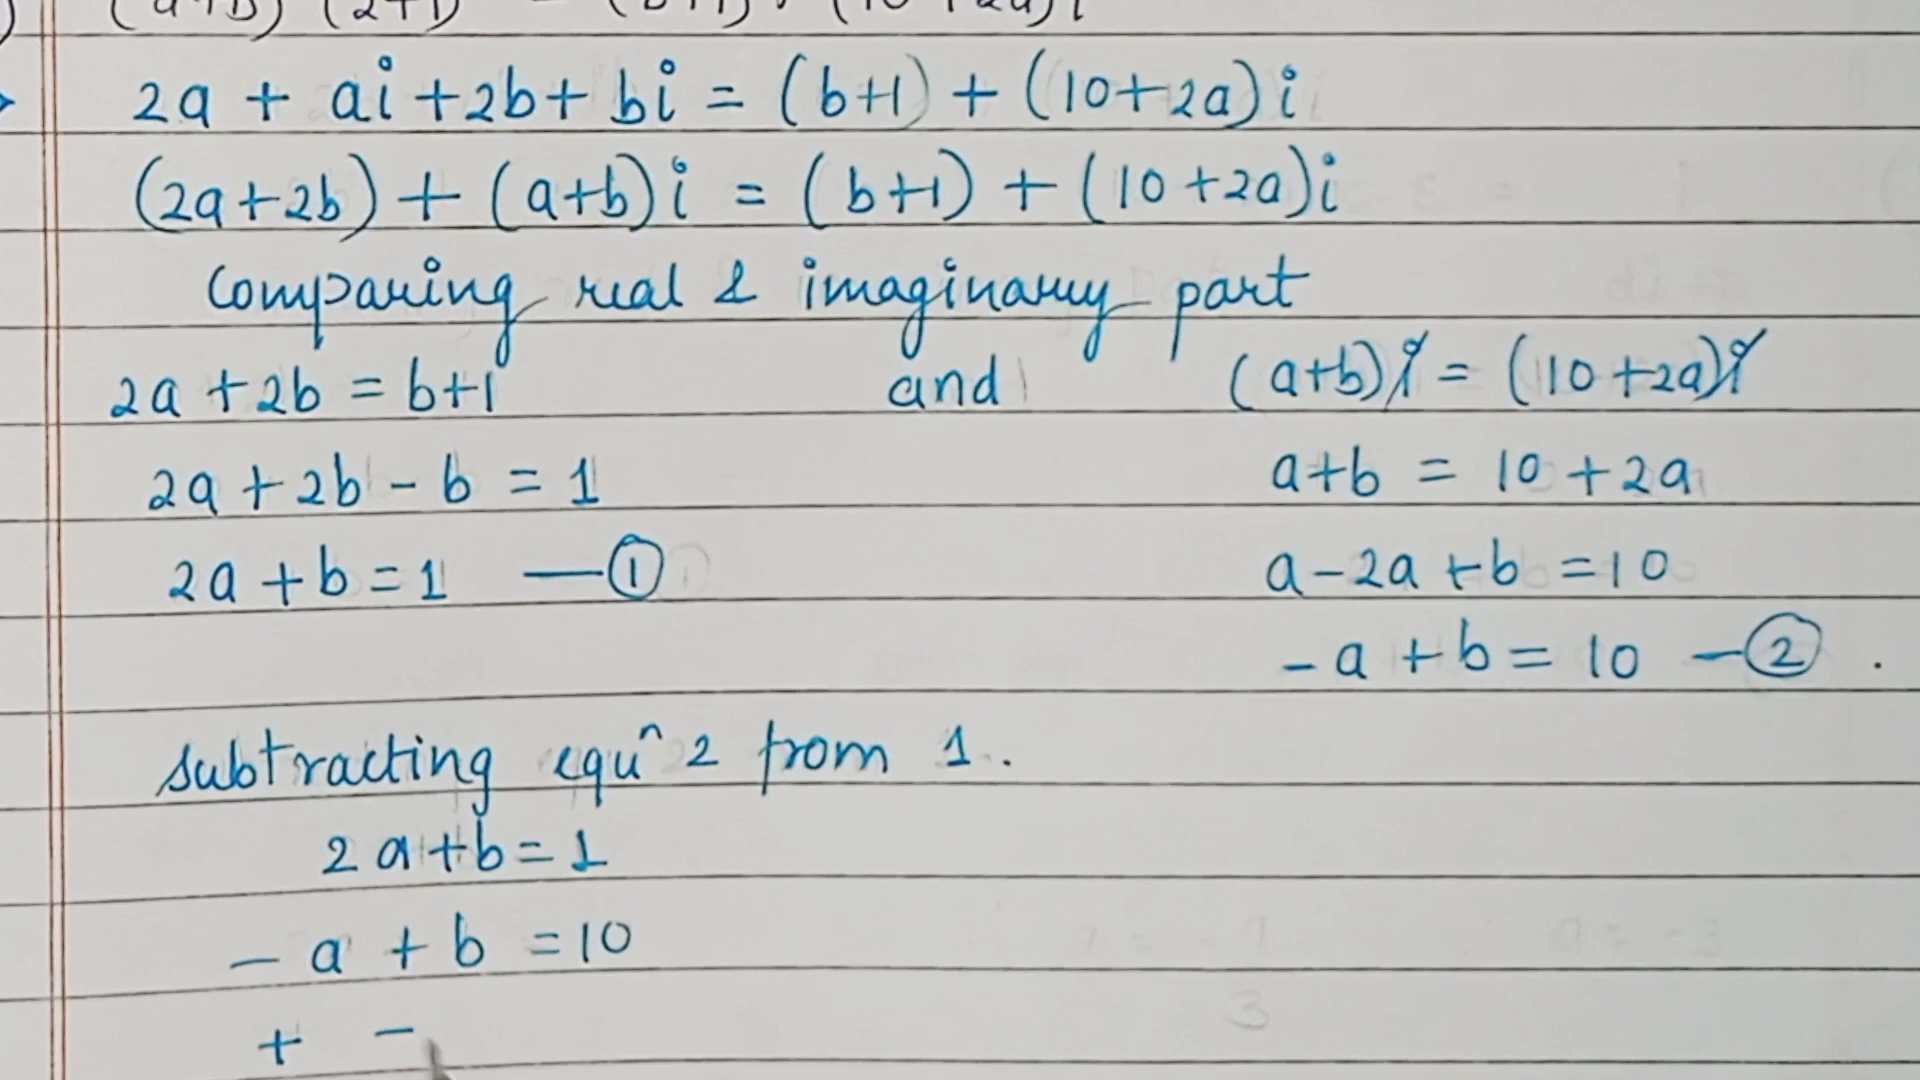 2a + ai + 2b + bi = (b+1) + (10+2a)i
(2a+2b) + (a+b)i = (b+1) + (10+2a)i
Comparing real & imaginary part
2a + 2b = b+1 and (a+b)i = (10+2a)i
2a + 2b - b = 1 a+b = 10 + 2a
2a + b = 1 — ① a - 2a + b = 10
- a + b = 10 — ② .
subtracting equⁿ 2 from 1.
2a + b = 1
- a + b = 10
+ -